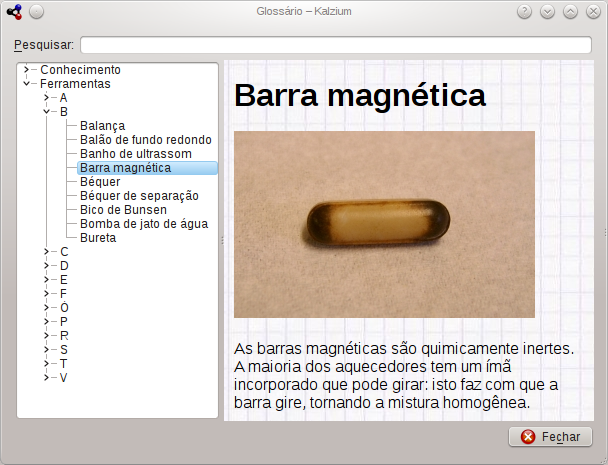 Glossário – Kalzium
Pesquisar:
Conhecimento
Ferramentas
A
B
Balança
Balão de fundo redondo
Banho de ultrassom
Barra magnética
Béquer
Béquer de separação
Bico de Bunsen
Bomba de jato de água
Bureta
C
D
E
F
Ó
P
R
S
T
V
Barra magnética
As barras magnéticas são quimicamente inertes.
A maioria dos aquecedores tem um ímã
incorporado que pode girar: isto faz com que a
barra gire, tornando a mistura homogênea.
Fechar